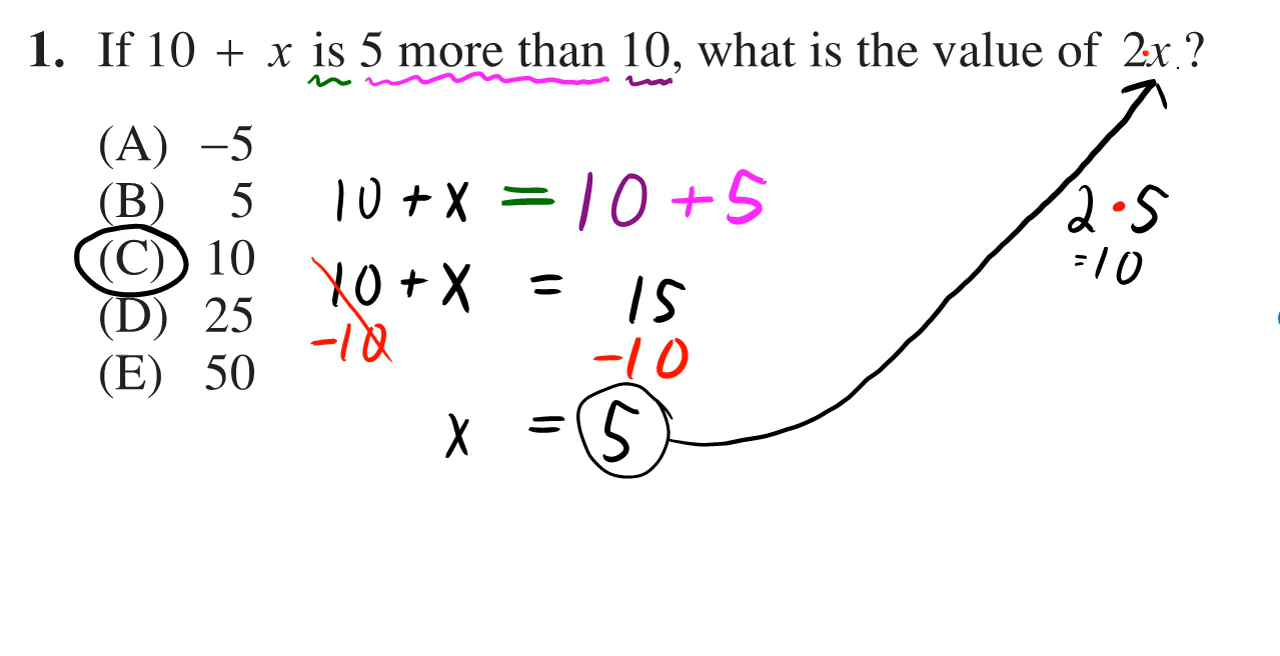 1. If 10 + x is 5 more than 10, what is the value of 2·x.?
(A) −5
(B) 5
(C) 10
(D) 25
(E) 50
10 + x = 10 + 5
10 + x = 15
-10 -10
x = 5
2·5
=10